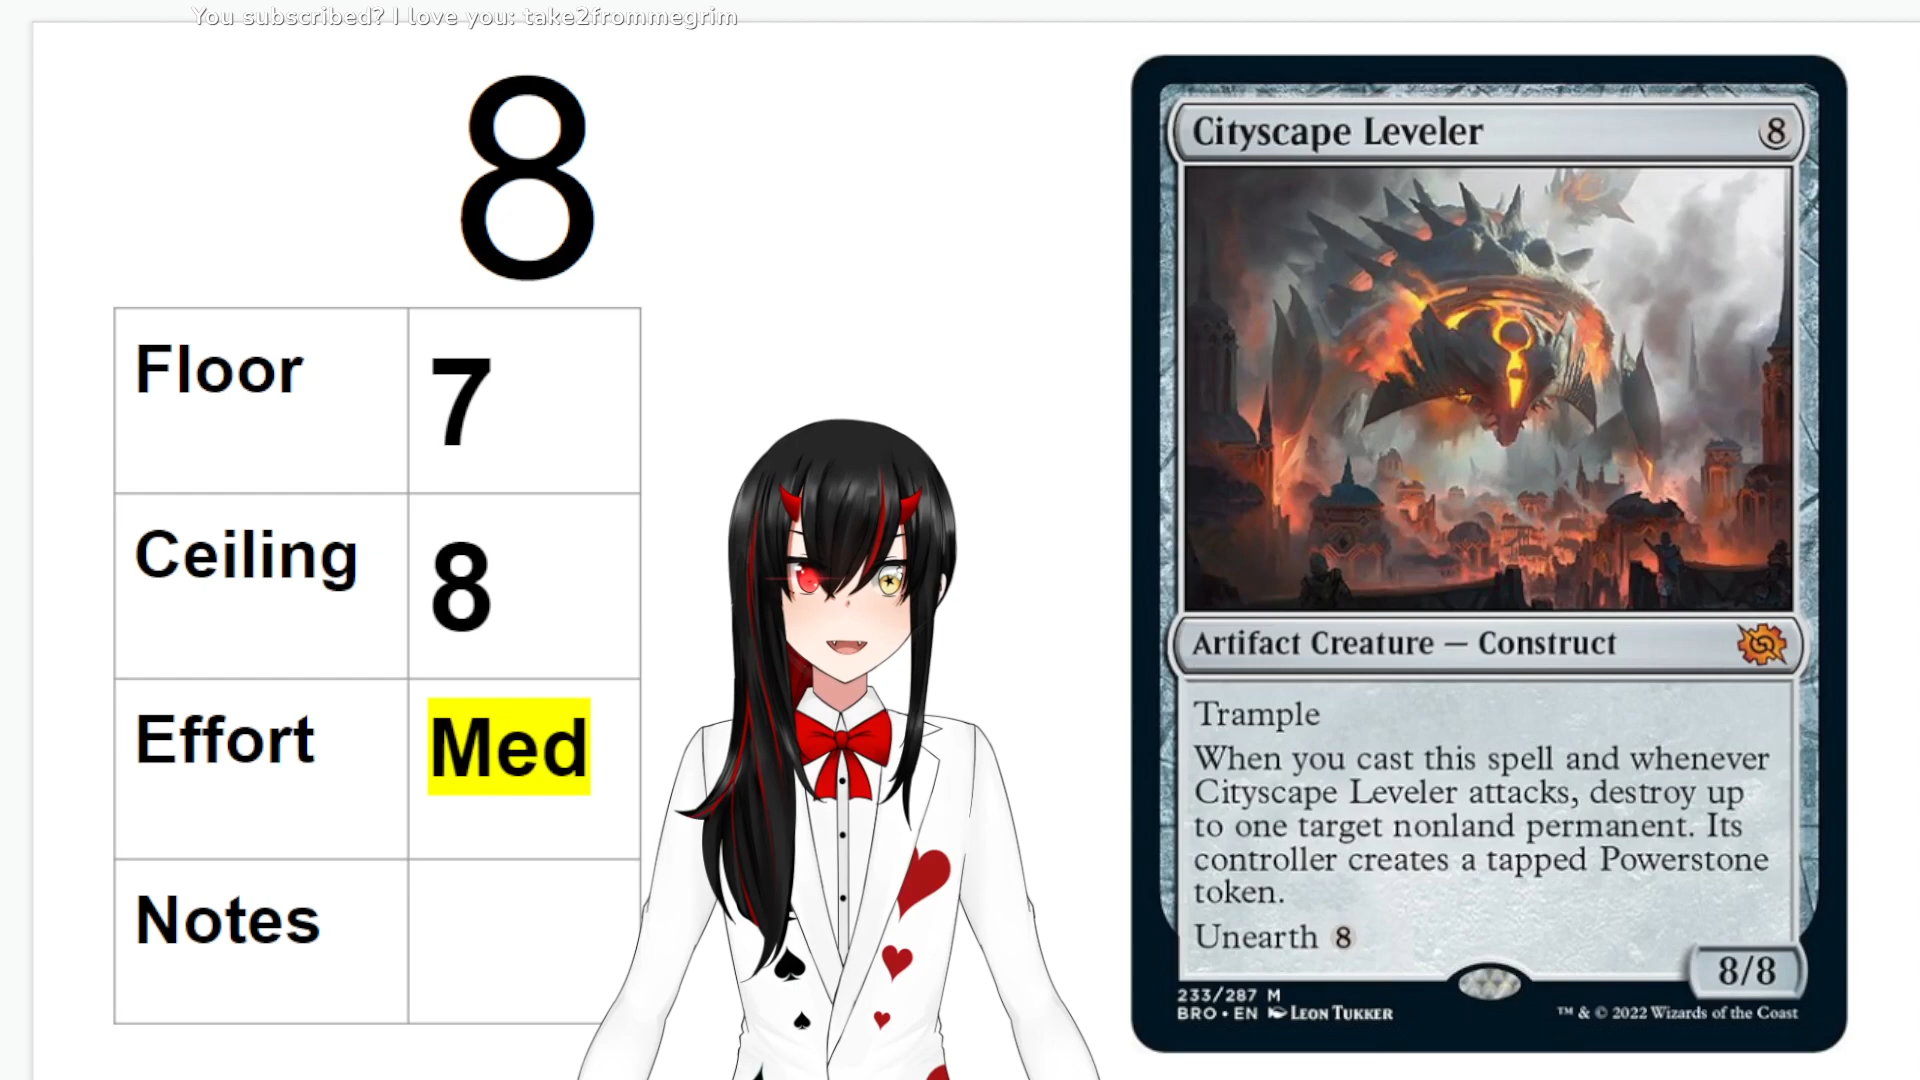 You subscribed? I love you: take2frommegrim
8
Floor 7
Ceiling 8
Effort Med
Notes
Cityscape Leveler 8
Artifact Creature — Construct
Trample
When you cast this spell and whenever
Cityscape Leveler attacks, destroy up
to one target nonland permanent. Its
controller creates a tapped Powerstone
token.
Unearth 8
8/8
233/287 M
BRO • EN LEON TUKKER
™ & © 2022 Wizards of the Coast